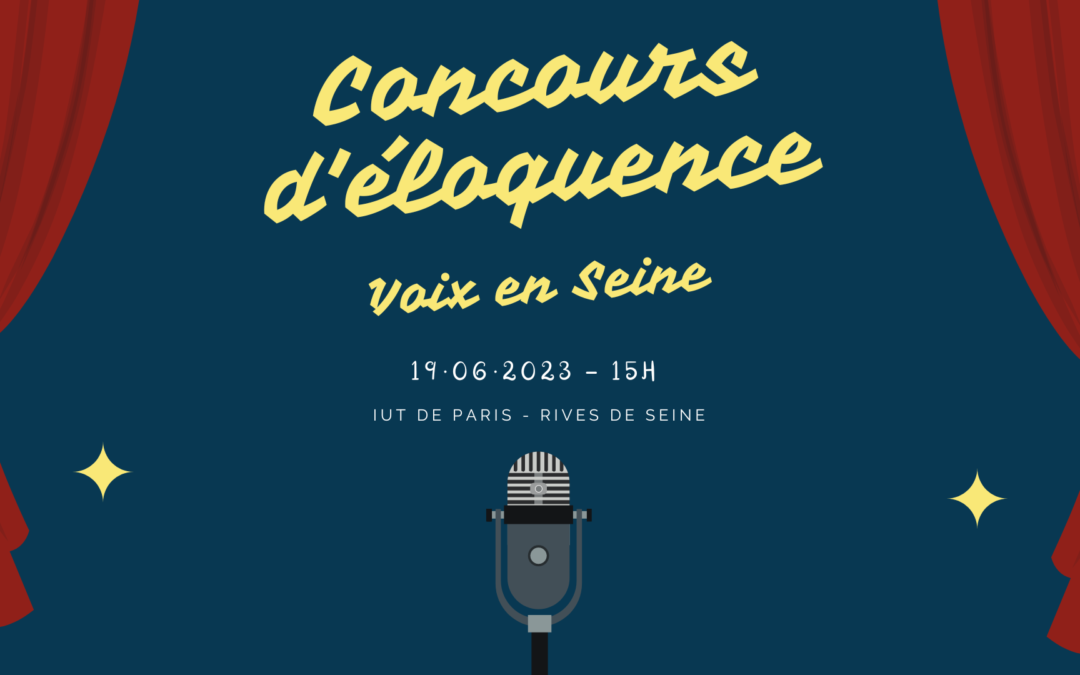 Concours
d'éloquence
Voix en Seine
19·06·2023 – 15H
IUT DE PARIS - RIVES DE SEINE